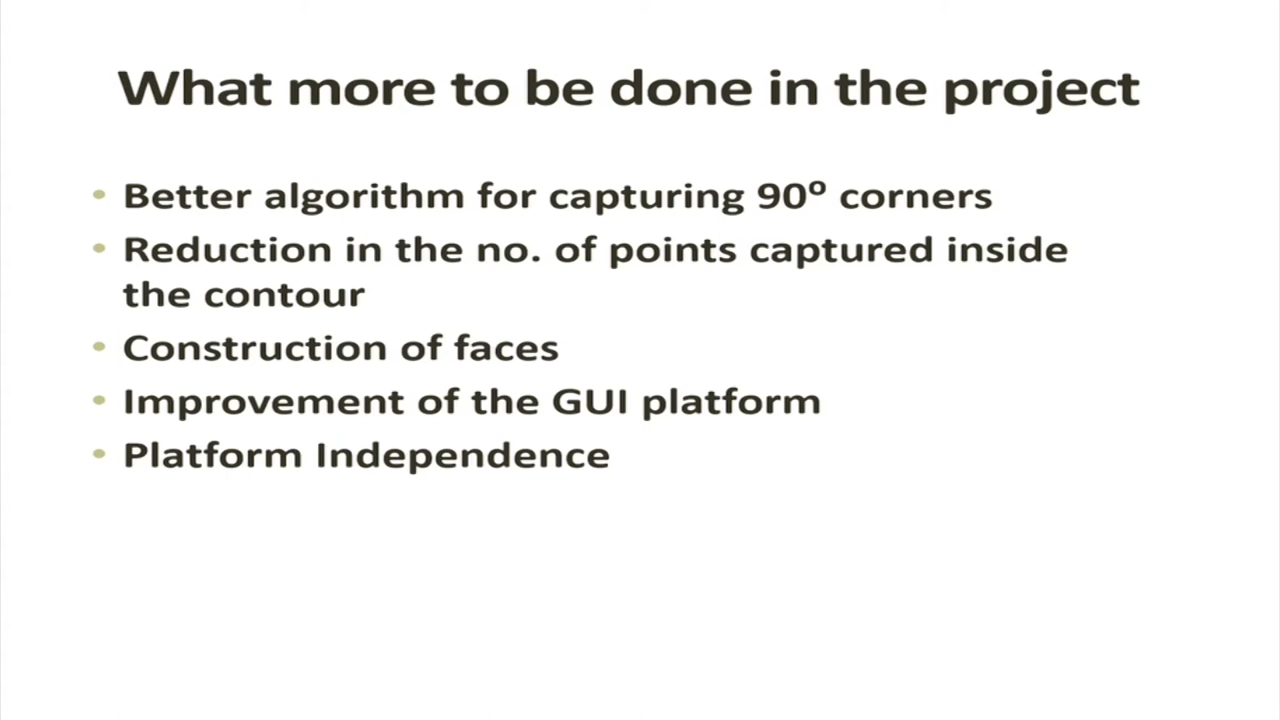 What more to be done in the project
• Better algorithm for capturing 90º corners
• Reduction in the no. of points captured inside
the contour
• Construction of faces
• Improvement of the GUI platform
• Platform Independence